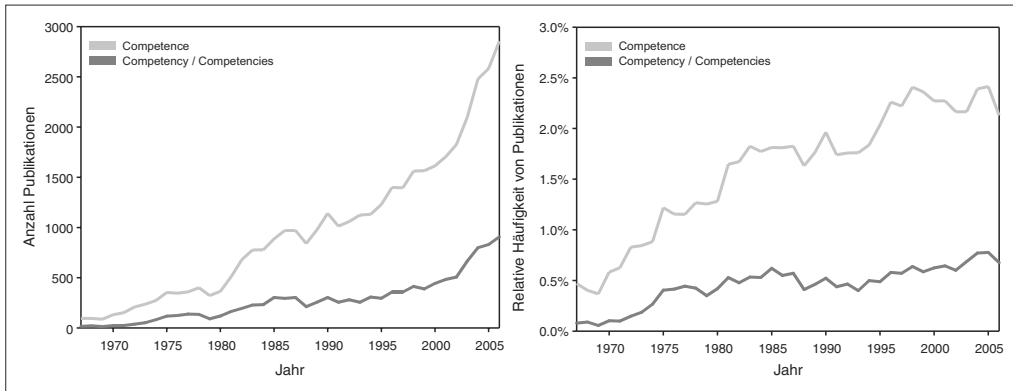 3000
2500
2000
1500
1000
500
0
Anzahl Publikationen
Competence
Competency / Competencies
1970 1975 1980 1985 1990 1995 2000 2005
Jahr
3.0%
2.5%
2.0%
1.5%
1.0%
0.5%
0.0%
Relative Häufigkeit von Publikationen
Competence
Competency / Competencies
1970 1975 1980 1985 1990 1995 2000 2005
Jahr